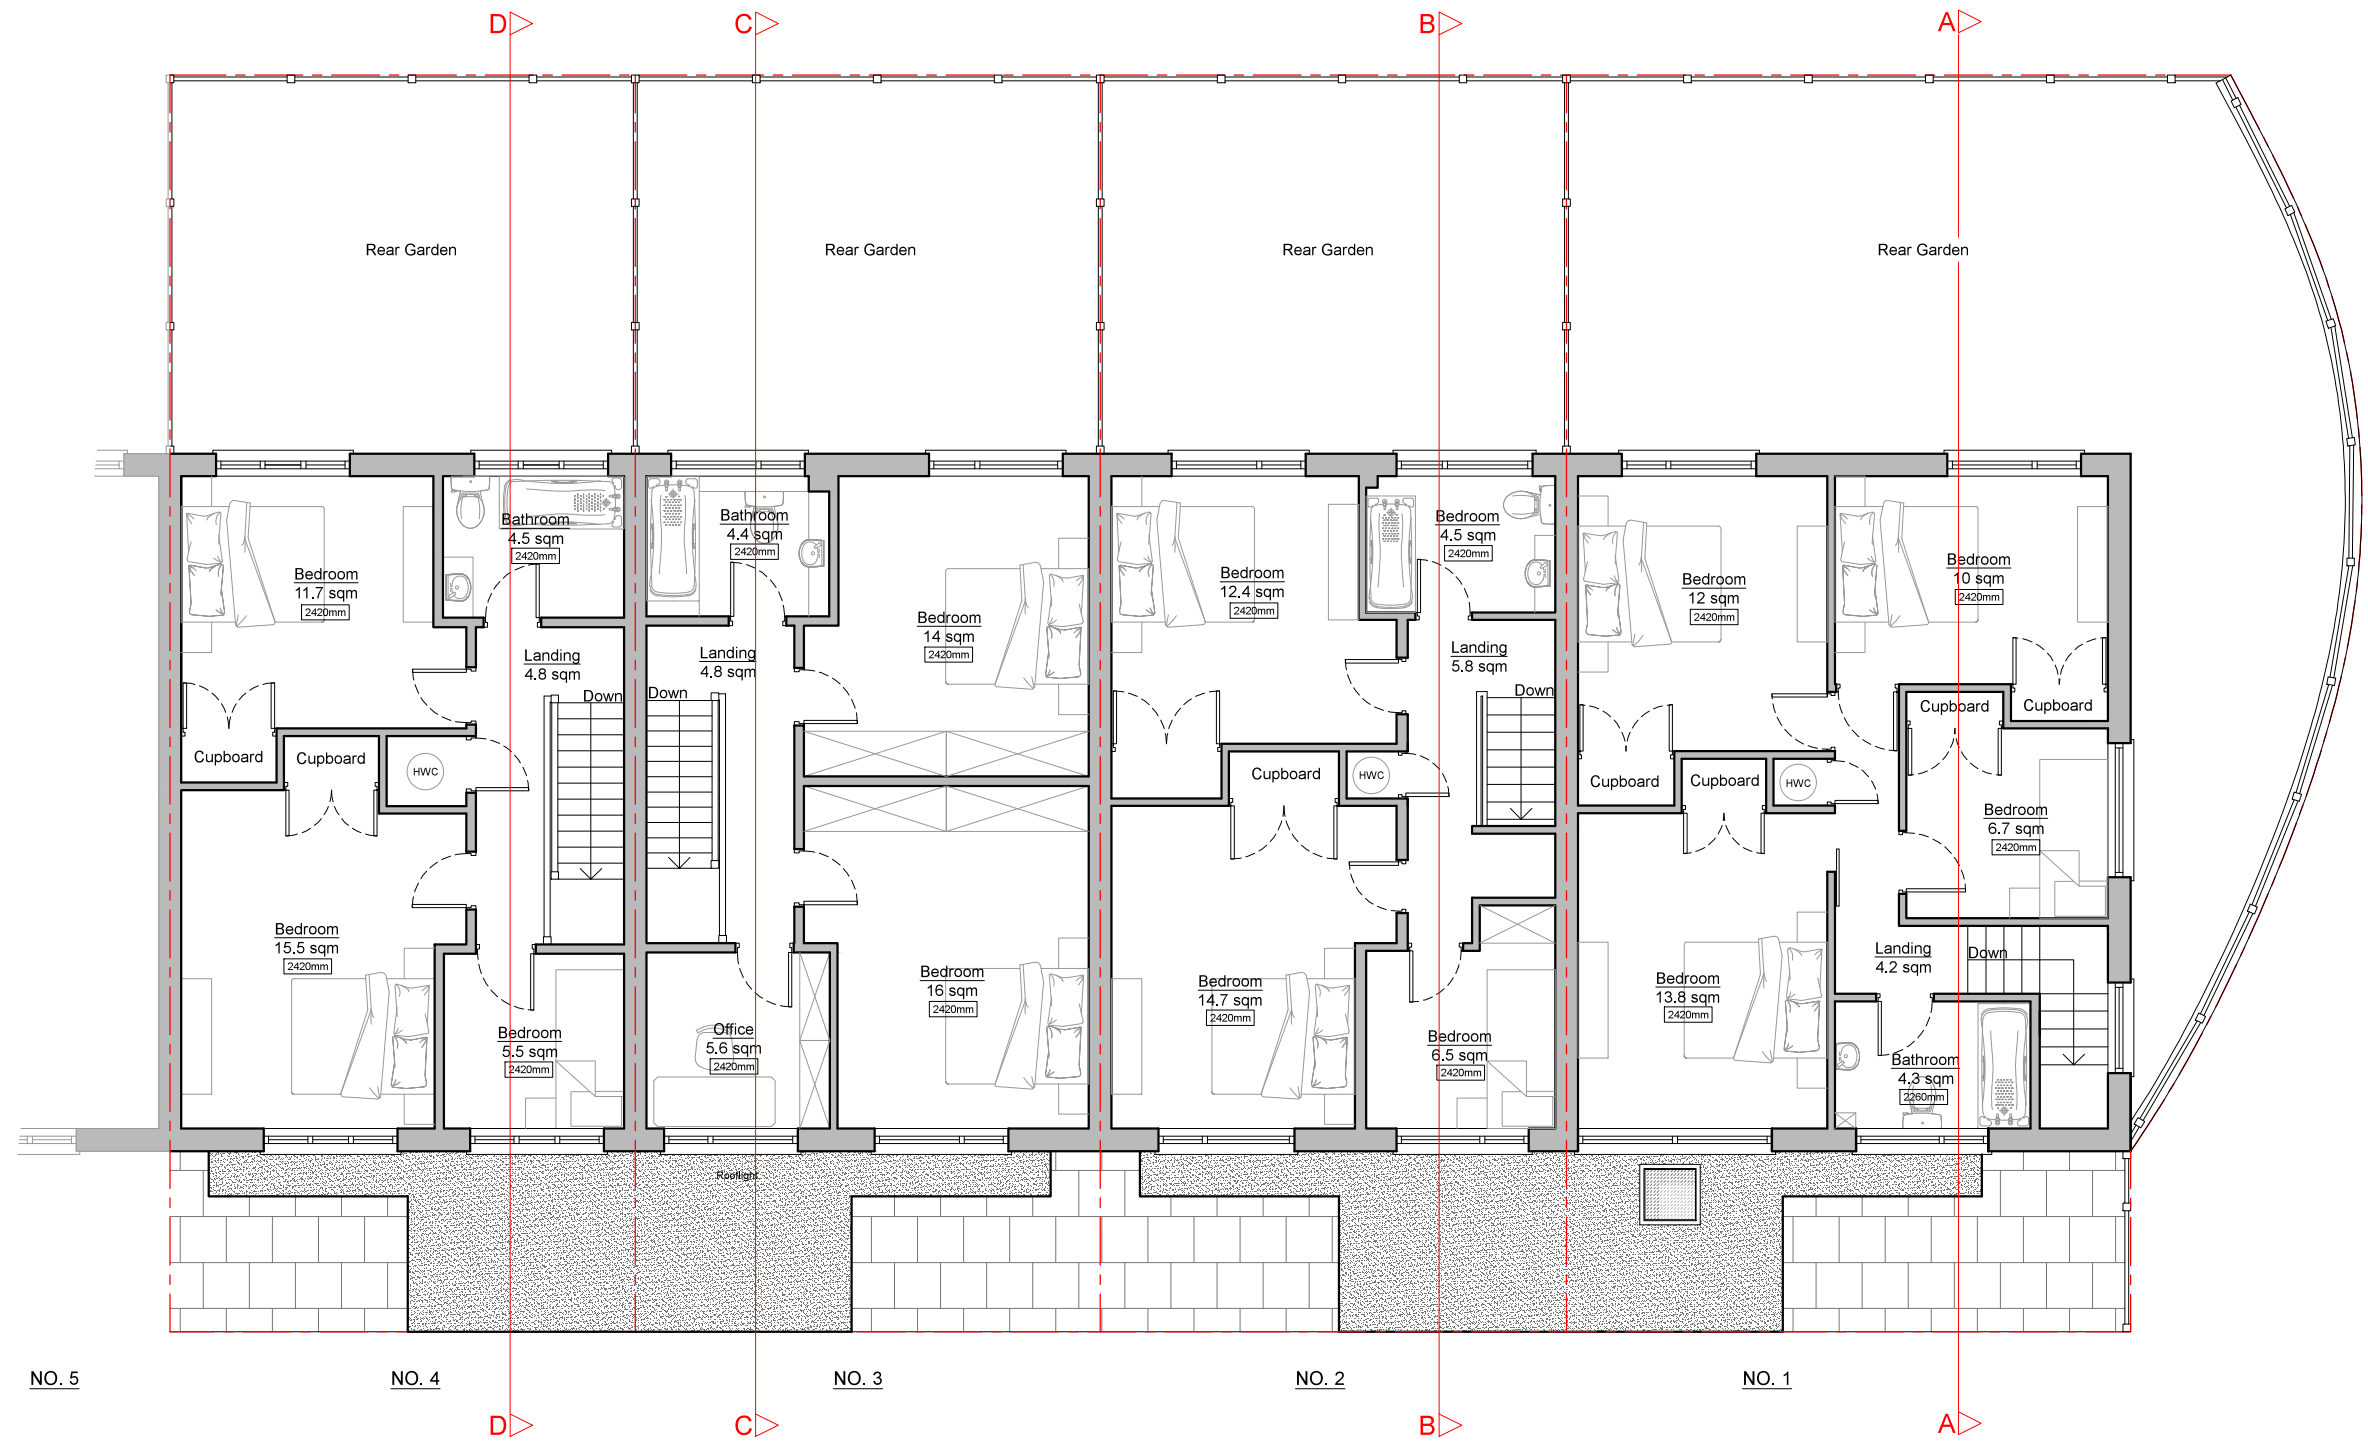 D
C
B
A
Rear Garden
Rear Garden
Rear Garden
Rear Garden
Bedroom
11.7 sqm
2420mm
Bathroom
4.5 sqm
2420mm
Landing
4.8 sqm
Down
Cupboard
Cupboard
HWC
Bedroom
15.5 sqm
2420mm
Bedroom
5.5 sqm
2420mm
Bathroom
4.4 sqm
2420mm
Landing
4.8 sqm
Down
Bedroom
14 sqm
2420mm
Bedroom
16 sqm
2420mm
Office
5.6 sqm
2420mm
Rooflight
Bedroom
12.4 sqm
2420mm
Bedroom
4.5 sqm
2420mm
Landing
5.8 sqm
Down
Cupboard
HWC
Bedroom
14.7 sqm
2420mm
Bedroom
6.5 sqm
2420mm
Bedroom
12 sqm
2420mm
Bedroom
10 sqm
2420mm
Cupboard
Cupboard
HWC
Cupboard
Cupboard
Bedroom
6.7 sqm
2420mm
Landing
4.2 sqm
Down
Bedroom
13.8 sqm
2420mm
Bathroom
4.3 sqm
2260mm
NO. 5
NO. 4
NO. 3
NO. 2
NO. 1
D
C
B
A